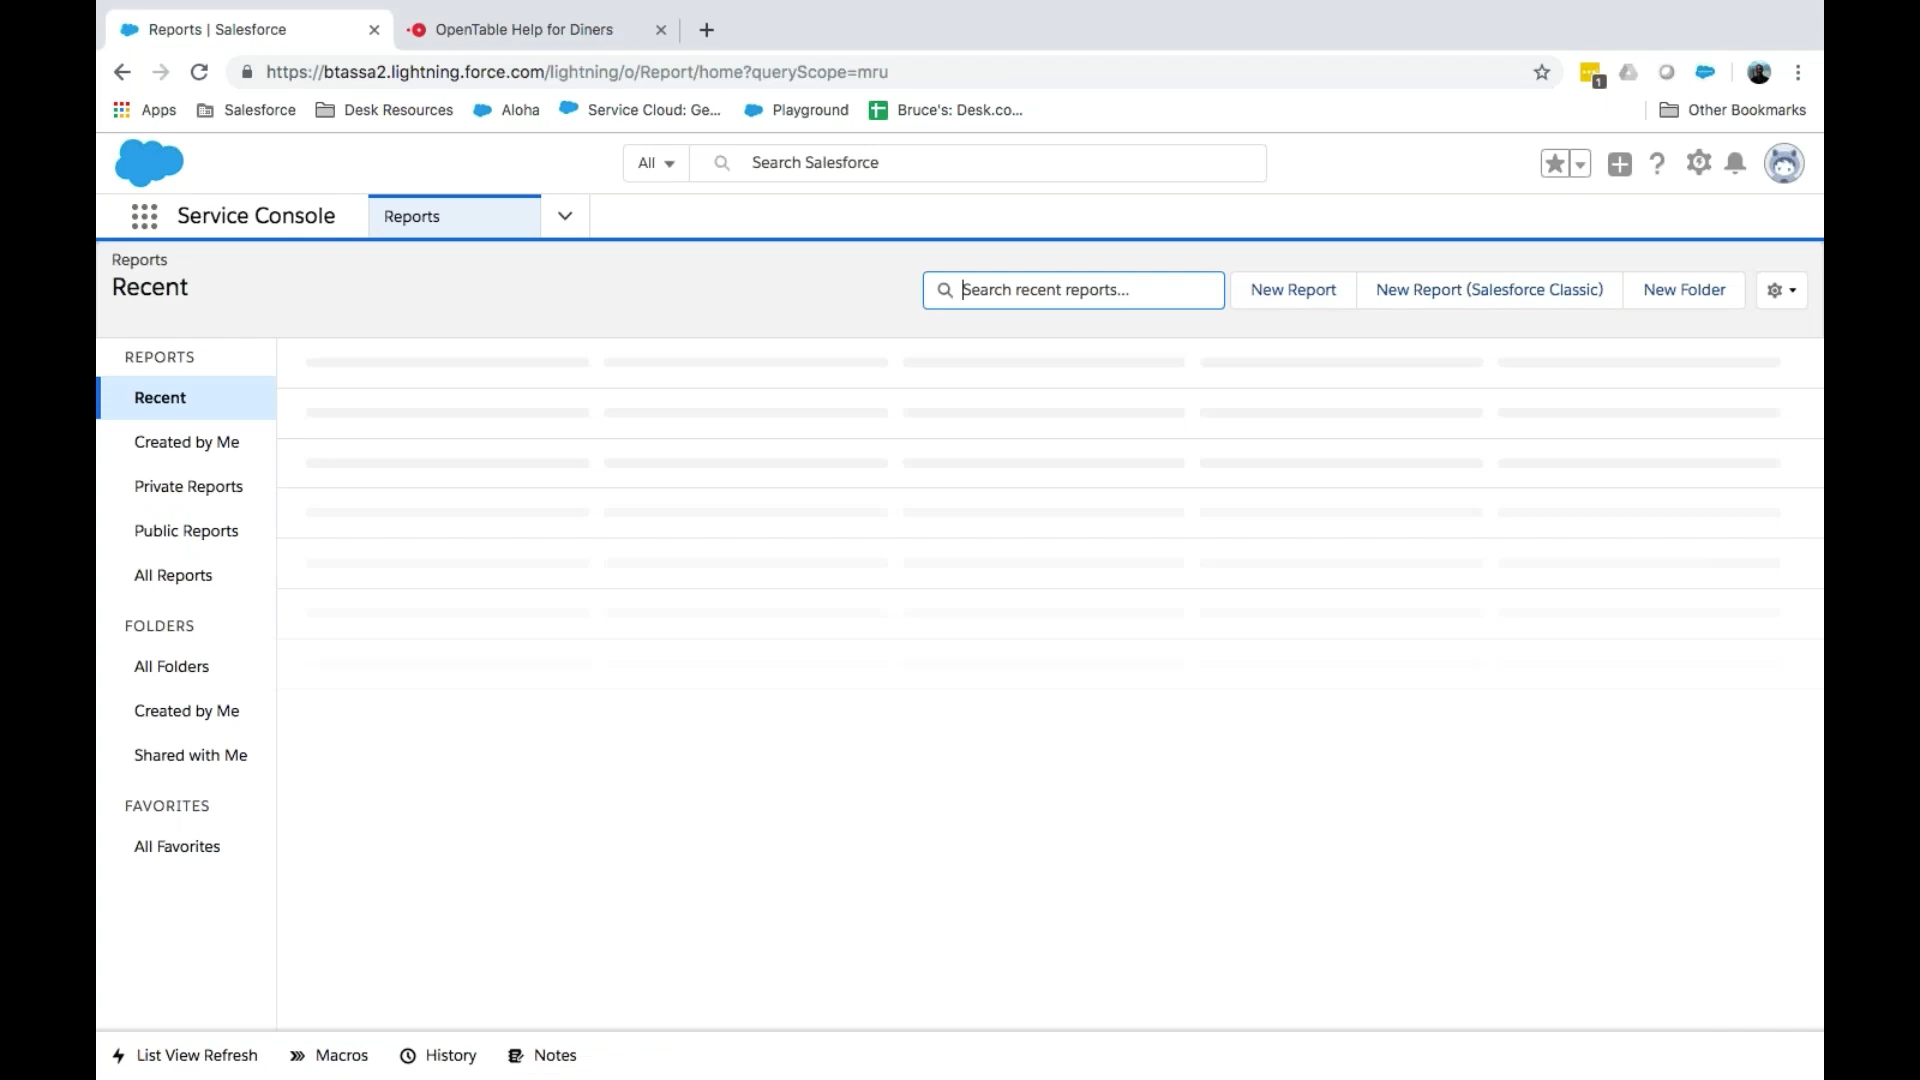 Reports | Salesforce
OpenTable Help for Diners
https://btassa2.lightning.force.com/lightning/o/Report/home?queryScope=mru
1
Apps Salesforce Desk Resources Aloha Service Cloud: Ge... Playground Bruce's: Desk.co... Other Bookmarks
All Search Salesforce
Service Console Reports
Reports
Recent
Search recent reports... New Report New Report (Salesforce Classic) New Folder
REPORTS
Recent
Created by Me
Private Reports
Public Reports
All Reports
FOLDERS
All Folders
Created by Me
Shared with Me
FAVORITES
All Favorites
List View Refresh Macros History Notes